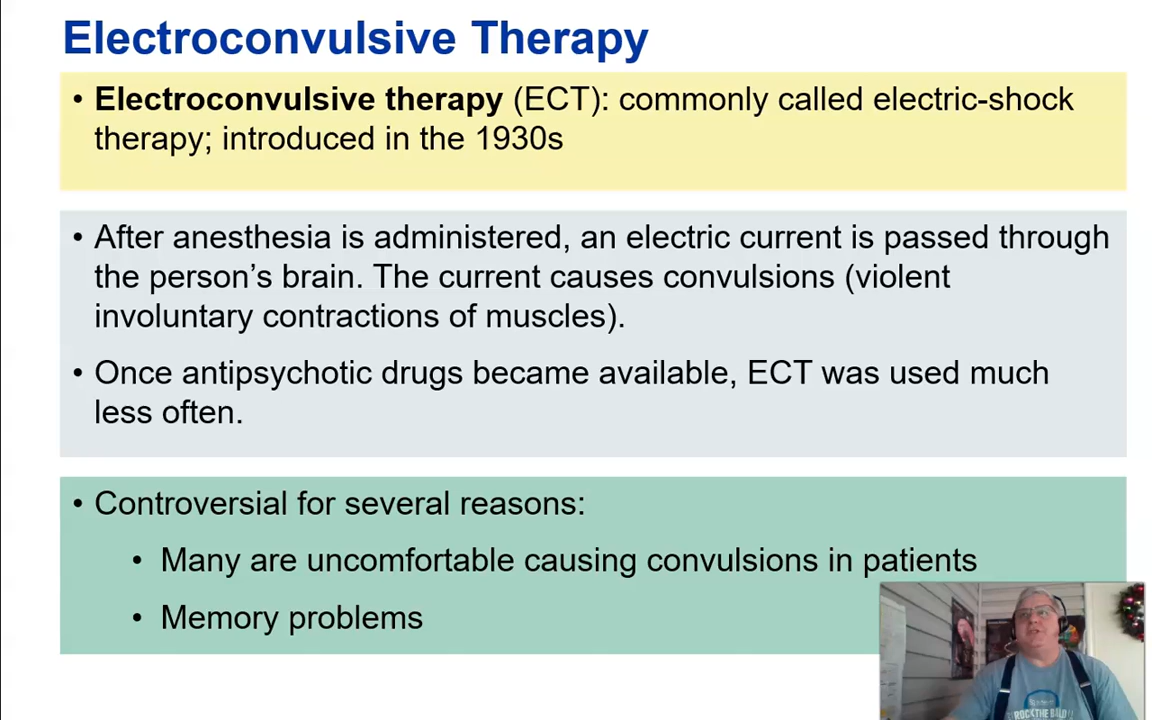 Electroconvulsive Therapy
• Electroconvulsive therapy (ECT): commonly called electric-shock
therapy; introduced in the 1930s
• After anesthesia is administered, an electric current is passed through
the person’s brain. The current causes convulsions (violent
involuntary contractions of muscles).
• Once antipsychotic drugs became available, ECT was used much
less often.
• Controversial for several reasons:
• Many are uncomfortable causing convulsions in patients
• Memory problems